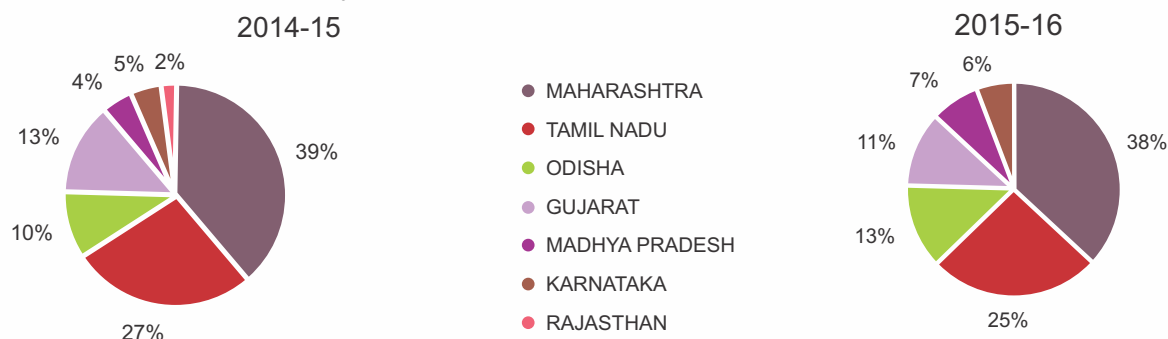 2014-15
39%
27%
10%
13%
4%
5%
2%
MAHARASHTRA
TAMIL NADU
ODISHA
GUJARAT
MADHYA PRADESH
KARNATAKA
RAJASTHAN
2015-16
38%
25%
13%
11%
7%
6%